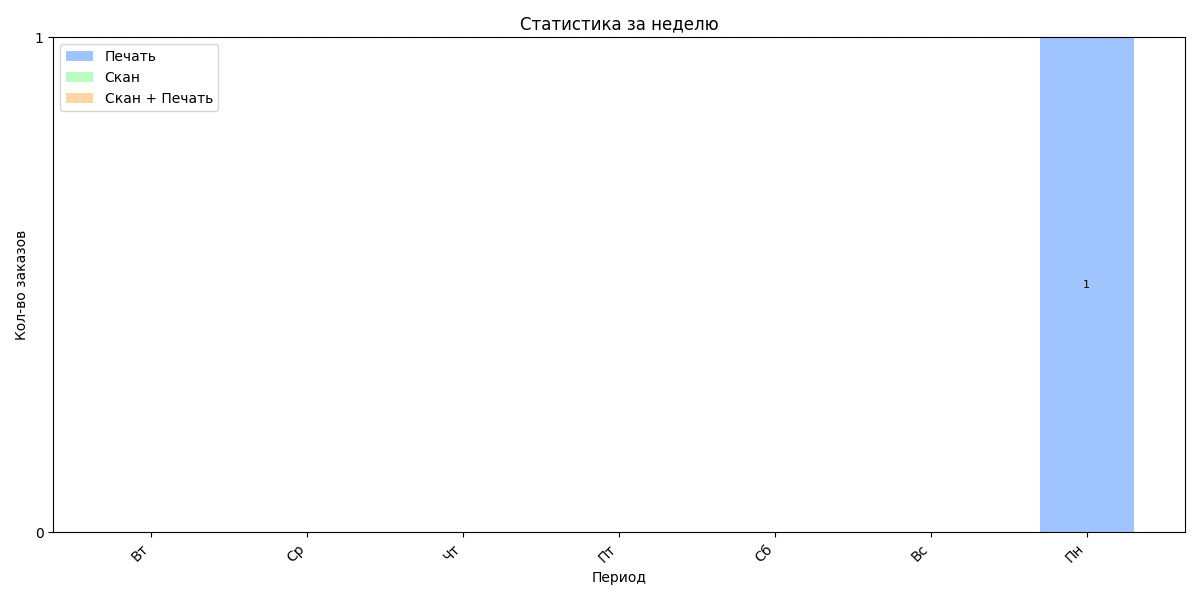 Статистика за неделю
1
Печать
Скан
Скан + Печать
Кол-во заказов
1
0
Вт
Ср
Чт
Пт
Сб
Вс
Пн
Период